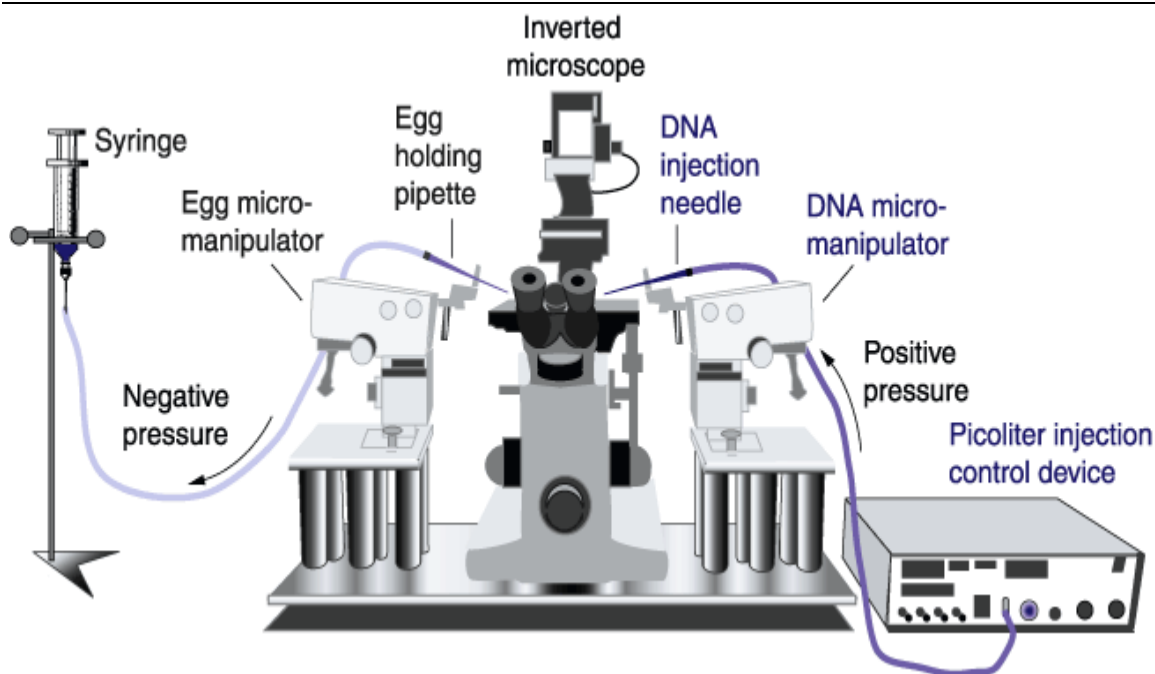 Inverted
microscope
Syringe
Egg
holding
pipette
DNA
injection
needle
Egg micro-
manipulator
DNA micro-
manipulator
Negative
pressure
Positive
pressure
Picoliter injection
control device